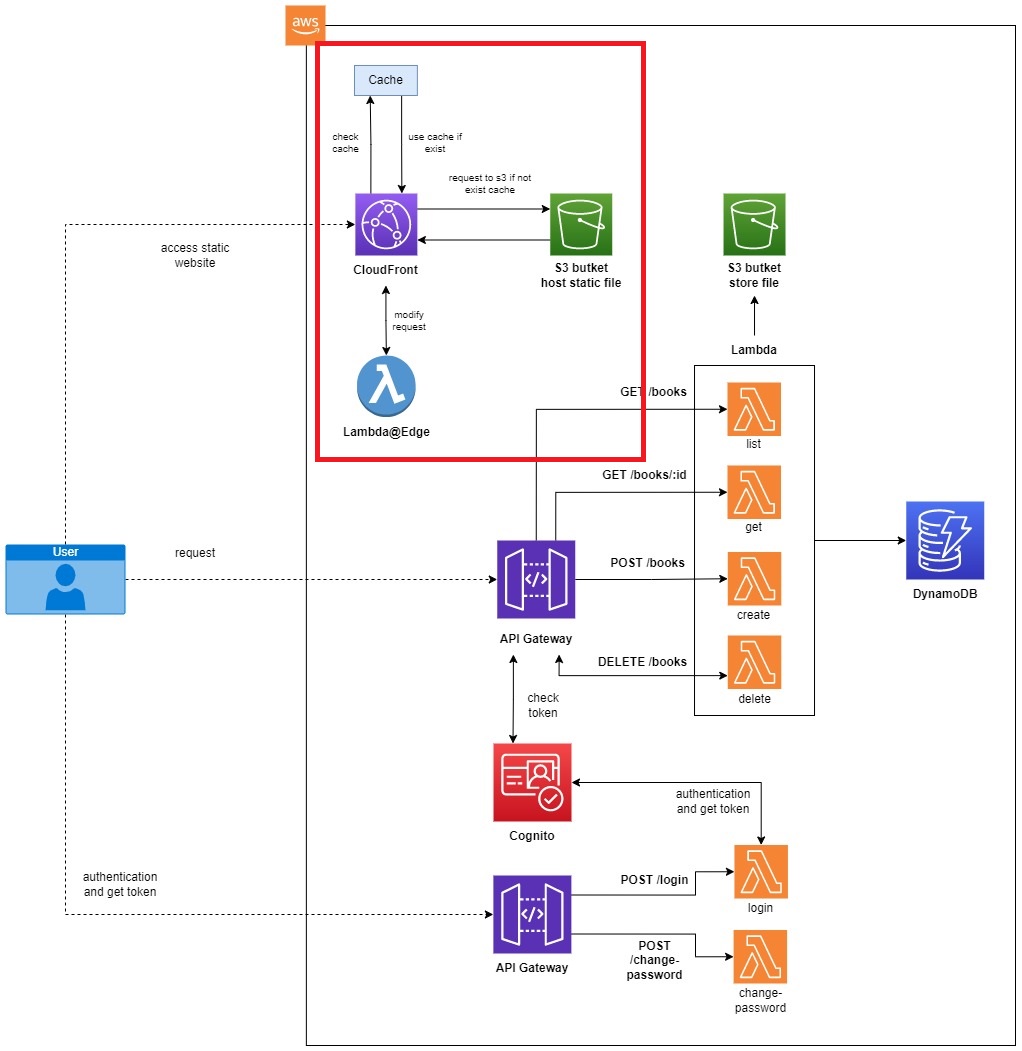 aws
Cache
check
cache
use cache if
exist
request to s3 if not
exist cache
access static
website
CloudFront
S3 butket
host static file
S3 butket
store file
modify
request
Lambda@Edge
Lambda
GET /books
list
GET /books/:id
get
User
request
POST /books
create
API Gateway
DynamoDB
DELETE /books
delete
check
token
Cognito
authentication
and get token
authentication
and get token
POST /login
login
API Gateway
POST
/change-
password
change-
password